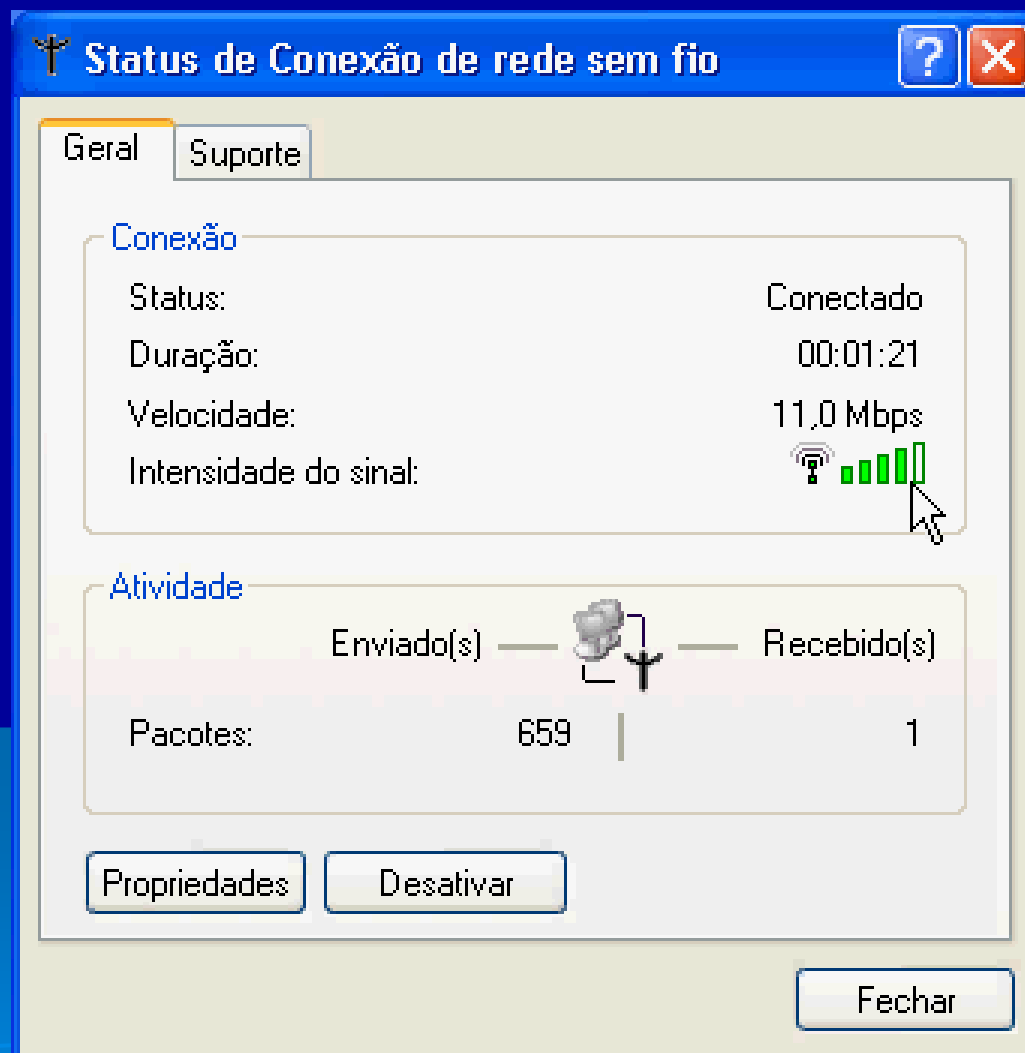 Status de Conexão de rede sem fio
Geral Suporte
Conexão
Status: Conectado
Duração: 00:01:21
Velocidade: 11,0 Mbps
Intensidade do sinal:
Atividade
Enviado(s) Recebido(s)
Pacotes: 659 1
Propriedades Desativar
Fechar